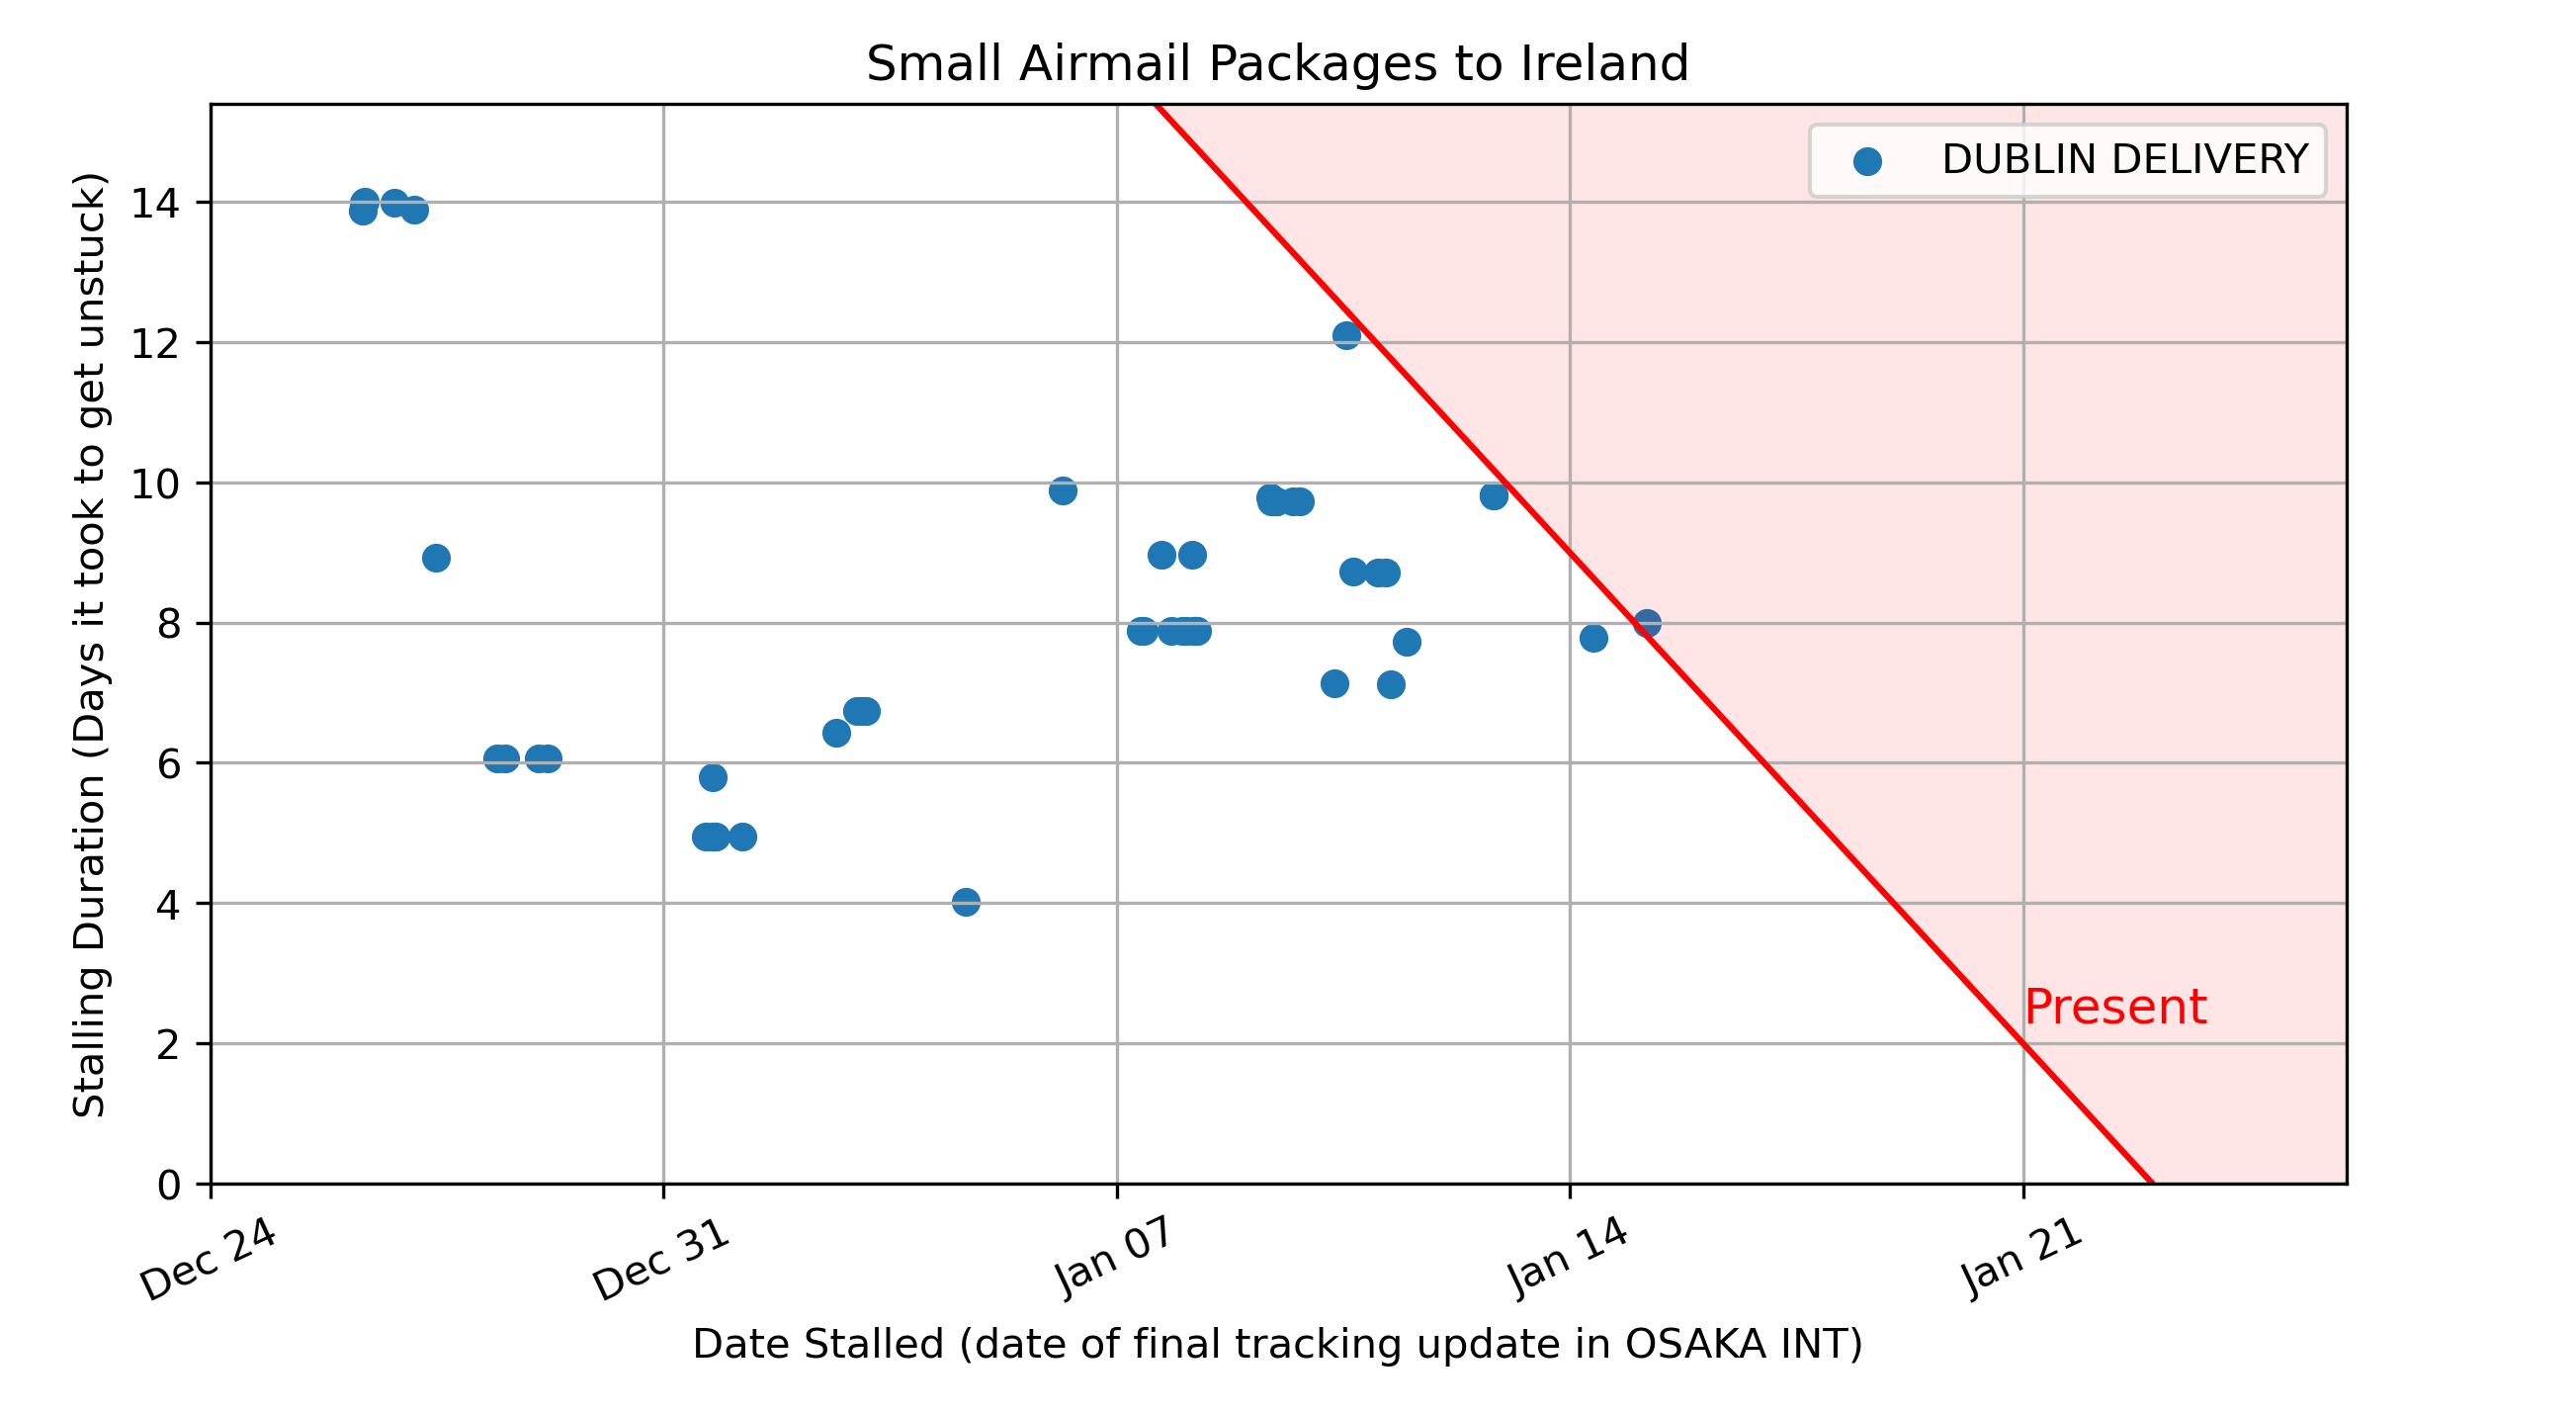 Small Airmail Packages to Ireland
DUBLIN DELIVERY
Stalling Duration (Days it took to get unstuck)
14
12
10
8
6
4
2
0
Present
Dec 24
Dec 31
Jan 07
Jan 14
Jan 21
Date Stalled (date of final tracking update in OSAKA INT)